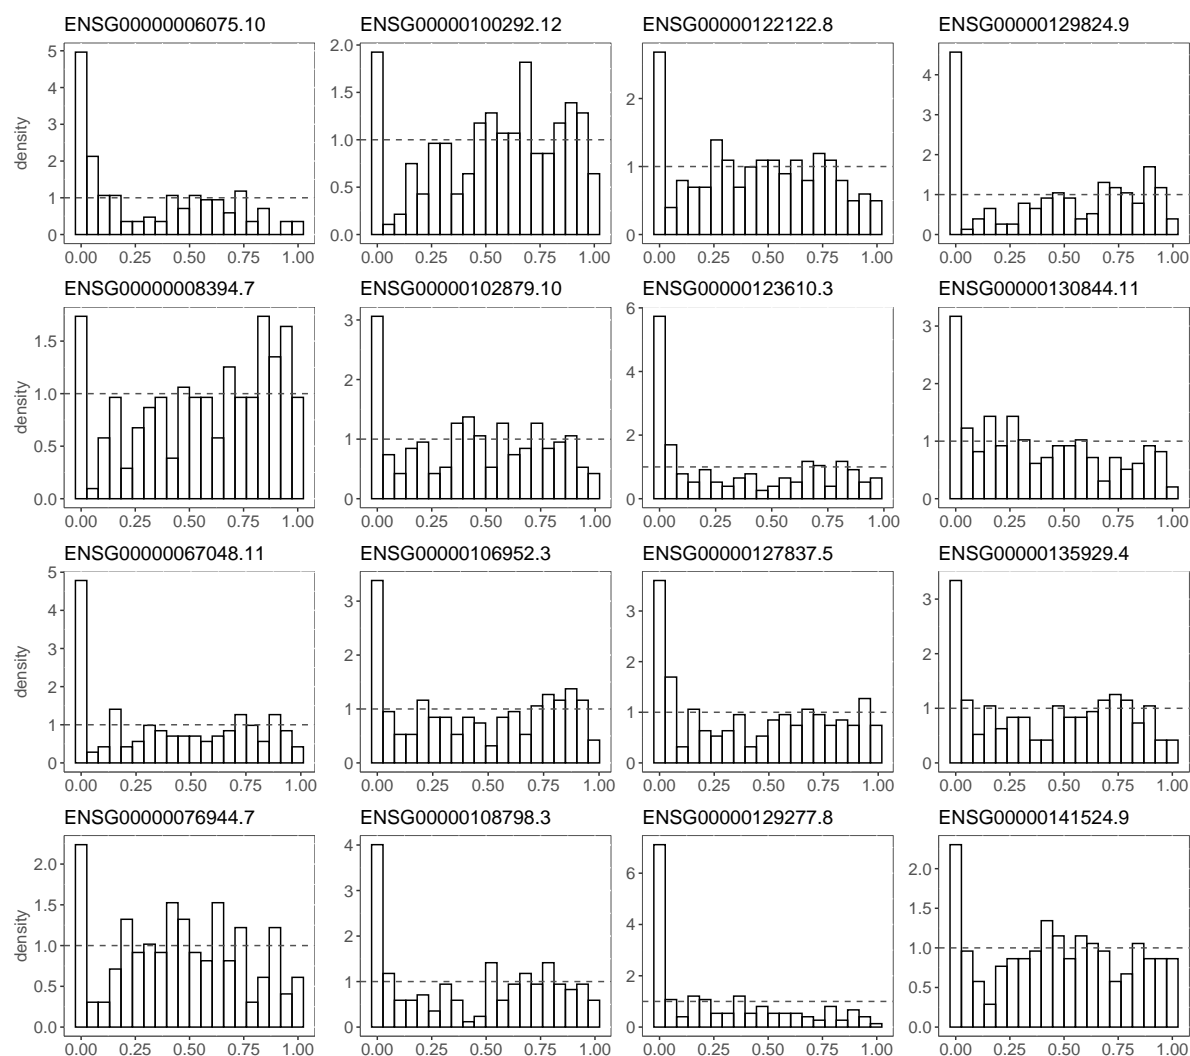 ENSG00000006075.10 ENSG00000100292.12 ENSG00000122122.8 ENSG00000129824.9
5 4 3 2 1 0 density
2.0 1.5 1.0 0.5 0.0
2 1 0
4 3 2 1 0
0.00 0.25 0.50 0.75 1.00 0.00 0.25 0.50 0.75 1.00 0.00 0.25 0.50 0.75 1.00 0.00 0.25 0.50 0.75 1.00
ENSG00000008394.7 ENSG00000102879.10 ENSG00000123610.3 ENSG00000130844.11
1.5 1.0 0.5 0.0 density
3 2 1 0
6 4 2 0
3 2 1 0
0.00 0.25 0.50 0.75 1.00 0.00 0.25 0.50 0.75 1.00 0.00 0.25 0.50 0.75 1.00 0.00 0.25 0.50 0.75 1.00
ENSG00000067048.11 ENSG00000106952.3 ENSG00000127837.5 ENSG00000135929.4
5 4 3 2 1 0 density
3 2 1 0
3 2 1 0
3 2 1 0
0.00 0.25 0.50 0.75 1.00 0.00 0.25 0.50 0.75 1.00 0.00 0.25 0.50 0.75 1.00 0.00 0.25 0.50 0.75 1.00
ENSG00000076944.7 ENSG00000108798.3 ENSG00000129277.8 ENSG00000141524.9
2.0 1.5 1.0 0.5 0.0 density
4 3 2 1 0
6 4 2 0
2.0 1.5 1.0 0.5 0.0
0.00 0.25 0.50 0.75 1.00 0.00 0.25 0.50 0.75 1.00 0.00 0.25 0.50 0.75 1.00 0.00 0.25 0.50 0.75 1.00